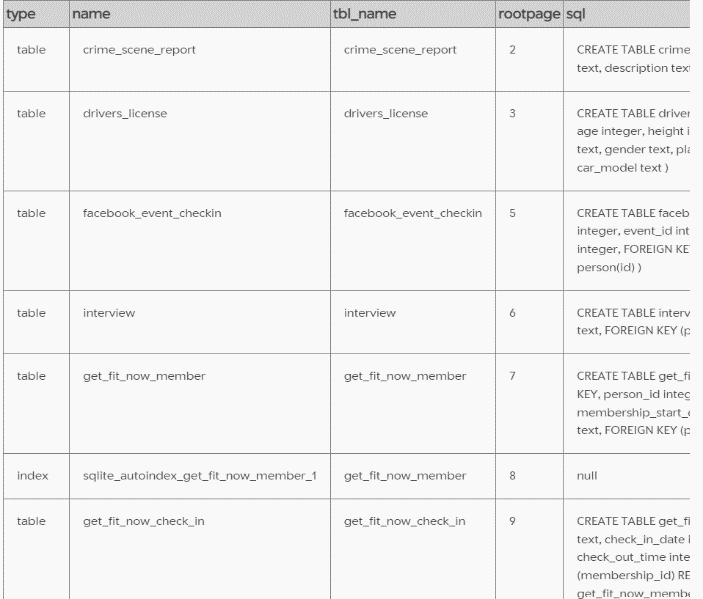 type name tbl_name rootpage sql
table crime_scene_report crime_scene_report 2 CREATE TABLE crime
text, description text
table drivers_license drivers_license 3 CREATE TABLE driver
age integer, height i
text, gender text, pla
car_model text )
table facebook_event_checkin facebook_event_checkin 5 CREATE TABLE faceb
integer, event_id int
integer, FOREIGN KEY
person(id) )
table interview interview 6 CREATE TABLE interv
text, FOREIGN KEY (p
table get_fit_now_member get_fit_now_member 7 CREATE TABLE get_fi
KEY, person_id integ
membership_start_
text, FOREIGN KEY (p
index sqlite_autoindex_get_fit_now_member_1 get_fit_now_member 8 null
table get_fit_now_check_in get_fit_now_check_in 9 CREATE TABLE get_fi
text, check_in_date i
check_out_time inte
(membership_id) RE
get_fit_now_membe